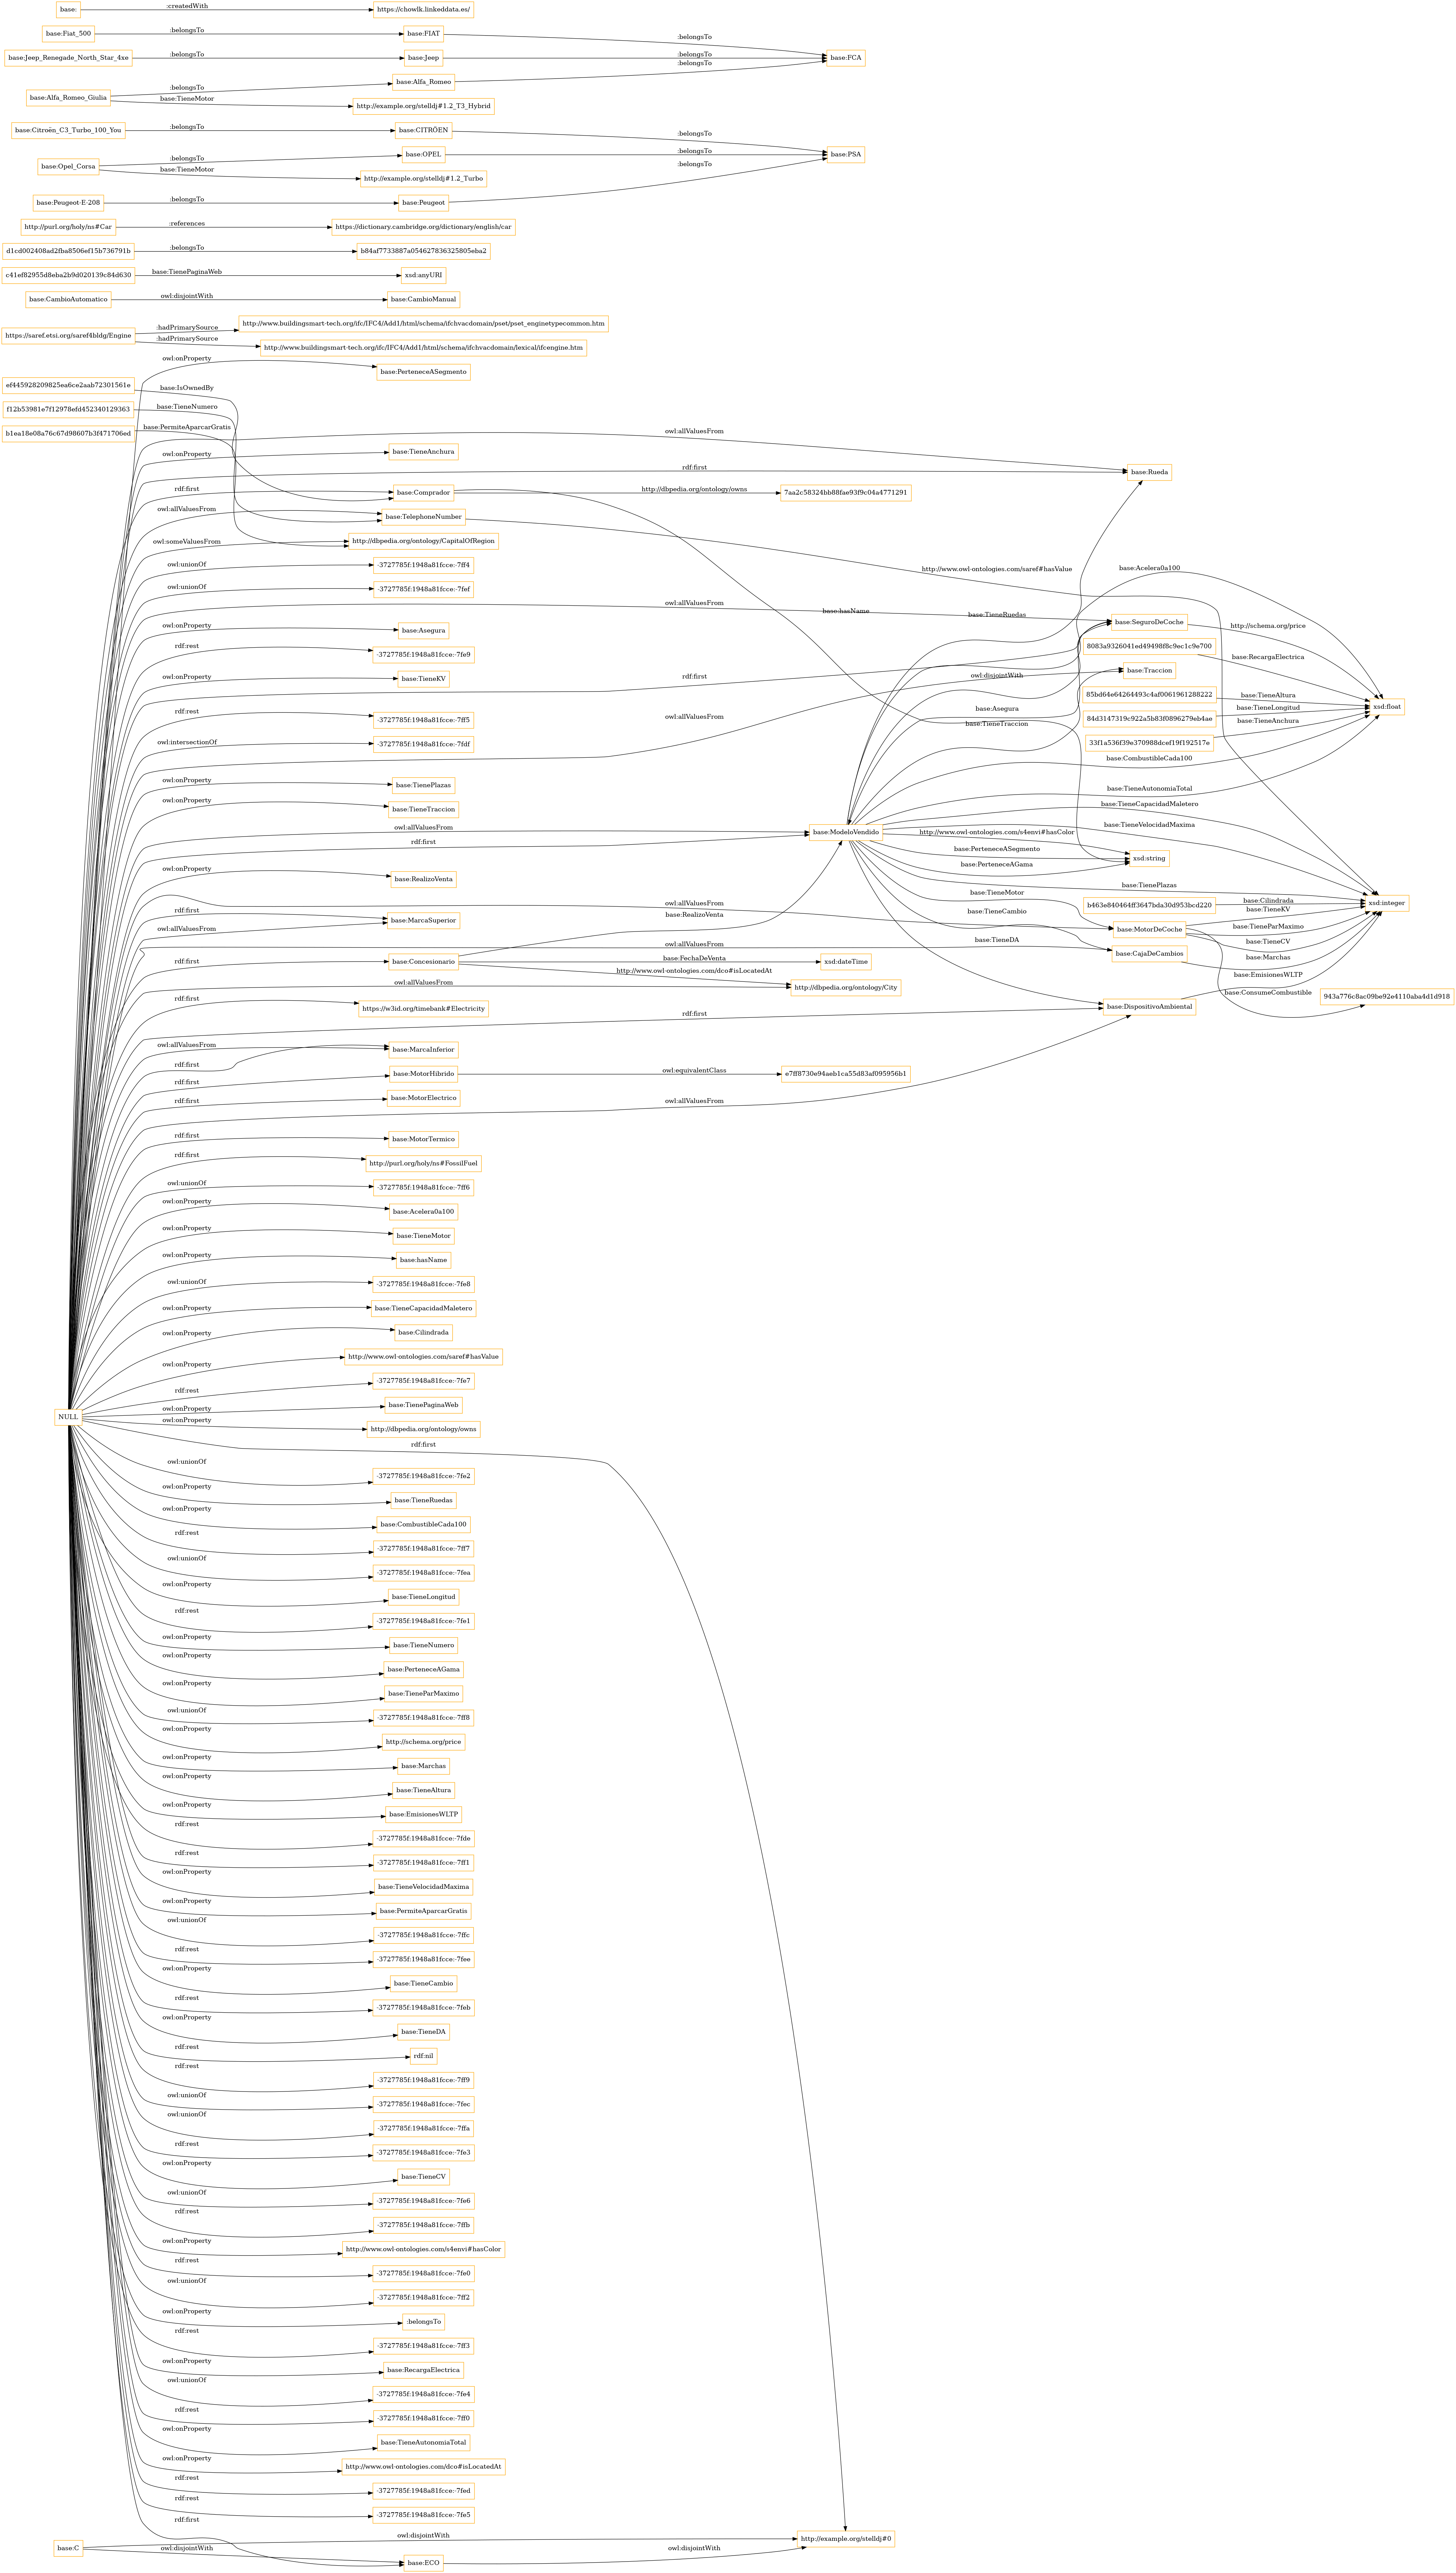 base:
:createdWith
https://chowlk.linkeddata.es/
base:Fiat_500
:belongsTo
base:FIAT
:belongsTo
base:Jeep_Renegade_North_Star_4xe
:belongsTo
base:Jeep
:belongsTo
base:FCA
:belongsTo
base:Alfa_Romeo
base:Alfa_Romeo_Giulia
:belongsTo
base:TieneMotor
http://example.org/stelldj#1.2_T3_Hybrid
base:Citroën_C3_Turbo_100_You
:belongsTo
base:CITRÖEN
:belongsTo
base:Opel_Corsa
:belongsTo
base:OPEL
:belongsTo
base:PSA
base:TieneMotor
http://example.org/stelldj#1.2_Turbo
:belongsTo
base:Peugeot-E-208
:belongsTo
base:Peugeot
http://purl.org/holy/ns#Car
:references
https://dictionary.cambridge.org/dictionary/english/car
d1cd002408ad2fba8506ef15b736791b
:belongsTo
b84af7733887a054627836325805eba2
c41ef82955d8eba2b9d020139c84d630
base:TienePaginaWeb
xsd:anyURI
base:CambioAutomatico
owl:disjointWith
base:CambioManual
https://saref.etsi.org/saref4bldg/Engine
:hadPrimarySource
http://www.buildingsmart-tech.org/ifc/IFC4/Add1/html/schema/ifchvacdomain/pset/pset_enginetypecommon.htm
:hadPrimarySource
http://www.buildingsmart-tech.org/ifc/IFC4/Add1/html/schema/ifchvacdomain/lexical/ifcengine.htm
owl:onProperty
base:PerteneceASegmento
ef445928209825ea6ce2aab72301561e
base:IsOwnedBy
f12b53981e7f12978efd452340129363
base:TieneNumero
b1ea18e08a76c67d98607b3f471706ed
base:PermiteAparcarGratis
owl:allValuesFrom
owl:onProperty
base:TieneAnchura
rdf:first
base:Rueda
rdf:first
base:Comprador
http://dbpedia.org/ontology/owns
7aa2c58324bb88fae93f9c04a4771291
owl:allValuesFrom
base:TelephoneNumber
owl:someValuesFrom
http://dbpedia.org/ontology/CapitalOfRegion
owl:unionOf
-3727785f:1948a81fcce:-7ff4
http://www.owl-ontologies.com/saref#hasValue
base:Acelera0a100
owl:unionOf
-3727785f:1948a81fcce:-7fef
owl:allValuesFrom
base:hasName
base:TieneRuedas
base:SeguroDeCoche
http://schema.org/price
owl:onProperty
base:Asegura
8083a9326041ed49498f8c9ec1c9e700
base:RecargaElectrica
rdf:rest
-3727785f:1948a81fcce:-7fe9
owl:onProperty
base:TieneKV
rdf:first
owl:disjointWith
base:Traccion
85bd64e64264493c4af0061961288222
base:TieneAltura
xsd:float
rdf:rest
-3727785f:1948a81fcce:-7ff5
owl:allValuesFrom
base:Asegura
base:TieneTraccion
84d3147319c922a5b83f0896279eb4ae
base:TieneLongitud
33f1a536f39e370988dcef19f192517e
base:TieneAnchura
owl:intersectionOf
-3727785f:1948a81fcce:-7fdf
base:CombustibleCada100
owl:onProperty
base:TienePlazas
base:TieneAutonomiaTotal
owl:onProperty
base:TieneTraccion
base:TieneCapacidadMaletero
owl:allValuesFrom
base:ModeloVendido
base:TieneVelocidadMaxima
http://www.owl-ontologies.com/s4envi#hasColor
rdf:first
base:PerteneceASegmento
xsd:string
base:PerteneceAGama
owl:onProperty
base:RealizoVenta
base:TieneMotor
base:TienePlazas
owl:allValuesFrom
b463e840464ff3647bda30d953bcd220
base:Cilindrada
xsd:integer
rdf:first
base:MarcaSuperior
base:RealizoVenta
base:TieneCambio
base:TieneKV
owl:allValuesFrom
base:MotorDeCoche
base:TieneParMaximo
base:TieneDA
base:TieneCV
owl:allValuesFrom
base:CajaDeCambios
base:Marchas
rdf:first
base:Concesionario
base:FechaDeVenta
xsd:dateTime
http://www.owl-ontologies.com/dco#isLocatedAt
base:EmisionesWLTP
owl:allValuesFrom
http://dbpedia.org/ontology/City
base:ConsumeCombustible
943a776c8ac09be92e4110aba4d1d918
rdf:first
https://w3id.org/timebank#Electricity
rdf:first
base:DispositivoAmbiental
owl:allValuesFrom
base:MarcaInferior
rdf:first
rdf:first
base:MotorHibrido
owl:equivalentClass
e7ff8730e94aeb1ca55d83af095956b1
rdf:first
base:MotorElectrico
owl:allValuesFrom
rdf:first
base:MotorTermico
rdf:first
http://purl.org/holy/ns#FossilFuel
owl:unionOf
-3727785f:1948a81fcce:-7ff6
owl:onProperty
base:Acelera0a100
owl:onProperty
base:TieneMotor
owl:onProperty
base:hasName
owl:unionOf
-3727785f:1948a81fcce:-7fe8
owl:onProperty
base:TieneCapacidadMaletero
owl:onProperty
base:Cilindrada
owl:onProperty
http://www.owl-ontologies.com/saref#hasValue
rdf:rest
-3727785f:1948a81fcce:-7fe7
NULL
owl:onProperty
base:TienePaginaWeb
owl:onProperty
http://dbpedia.org/ontology/owns
rdf:first
owl:unionOf
-3727785f:1948a81fcce:-7fe2
owl:onProperty
base:TieneRuedas
owl:onProperty
base:CombustibleCada100
rdf:rest
-3727785f:1948a81fcce:-7ff7
owl:unionOf
-3727785f:1948a81fcce:-7fea
owl:onProperty
base:TieneLongitud
rdf:rest
-3727785f:1948a81fcce:-7fe1
owl:onProperty
base:TieneNumero
owl:onProperty
base:PerteneceAGama
owl:onProperty
base:TieneParMaximo
owl:unionOf
-3727785f:1948a81fcce:-7ff8
owl:onProperty
http://schema.org/price
owl:onProperty
base:Marchas
owl:onProperty
base:TieneAltura
owl:onProperty
base:EmisionesWLTP
rdf:rest
-3727785f:1948a81fcce:-7fde
rdf:rest
-3727785f:1948a81fcce:-7ff1
owl:onProperty
base:TieneVelocidadMaxima
owl:onProperty
base:PermiteAparcarGratis
owl:unionOf
-3727785f:1948a81fcce:-7ffc
rdf:rest
-3727785f:1948a81fcce:-7fee
owl:onProperty
base:TieneCambio
rdf:rest
-3727785f:1948a81fcce:-7feb
owl:onProperty
base:TieneDA
rdf:rest
rdf:nil
rdf:rest
-3727785f:1948a81fcce:-7ff9
owl:unionOf
-3727785f:1948a81fcce:-7fec
owl:unionOf
-3727785f:1948a81fcce:-7ffa
rdf:rest
-3727785f:1948a81fcce:-7fe3
owl:onProperty
base:TieneCV
owl:unionOf
-3727785f:1948a81fcce:-7fe6
rdf:rest
-3727785f:1948a81fcce:-7ffb
owl:onProperty
http://www.owl-ontologies.com/s4envi#hasColor
rdf:rest
-3727785f:1948a81fcce:-7fe0
owl:unionOf
-3727785f:1948a81fcce:-7ff2
owl:onProperty
:belongsTo
rdf:rest
-3727785f:1948a81fcce:-7ff3
owl:onProperty
base:RecargaElectrica
owl:unionOf
-3727785f:1948a81fcce:-7fe4
rdf:rest
-3727785f:1948a81fcce:-7ff0
owl:onProperty
base:TieneAutonomiaTotal
owl:onProperty
http://www.owl-ontologies.com/dco#isLocatedAt
rdf:rest
-3727785f:1948a81fcce:-7fed
rdf:rest
-3727785f:1948a81fcce:-7fe5
rdf:first
base:C
owl:disjointWith
http://example.org/stelldj#0
owl:disjointWith
base:ECO
owl:disjointWith